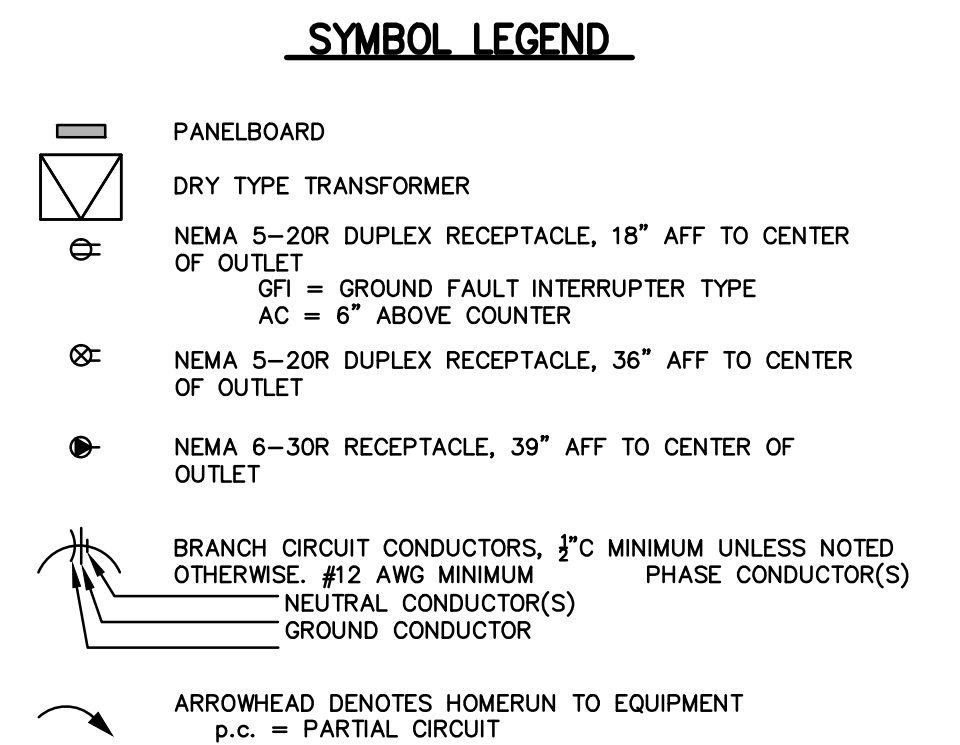 SYMBOL LEGEND
PANELBOARD
DRY TYPE TRANSFORMER
NEMA 5-20R DUPLEX RECEPTACLE, 18" AFF TO CENTER
OF OUTLET
GFI = GROUND FAULT INTERRUPTER TYPE
AC = 6" ABOVE COUNTER
NEMA 5-20R DUPLEX RECEPTACLE, 36" AFF TO CENTER
OF OUTLET
NEMA 6-30R RECEPTACLE, 39" AFF TO CENTER OF
OUTLET
BRANCH CIRCUIT CONDUCTORS, ½"C MINIMUM UNLESS NOTED
OTHERWISE. #12 AWG MINIMUM PHASE CONDUCTOR(S)
NEUTRAL CONDUCTOR(S)
GROUND CONDUCTOR
ARROWHEAD DENOTES HOMERUN TO EQUIPMENT
p.c. = PARTIAL CIRCUIT